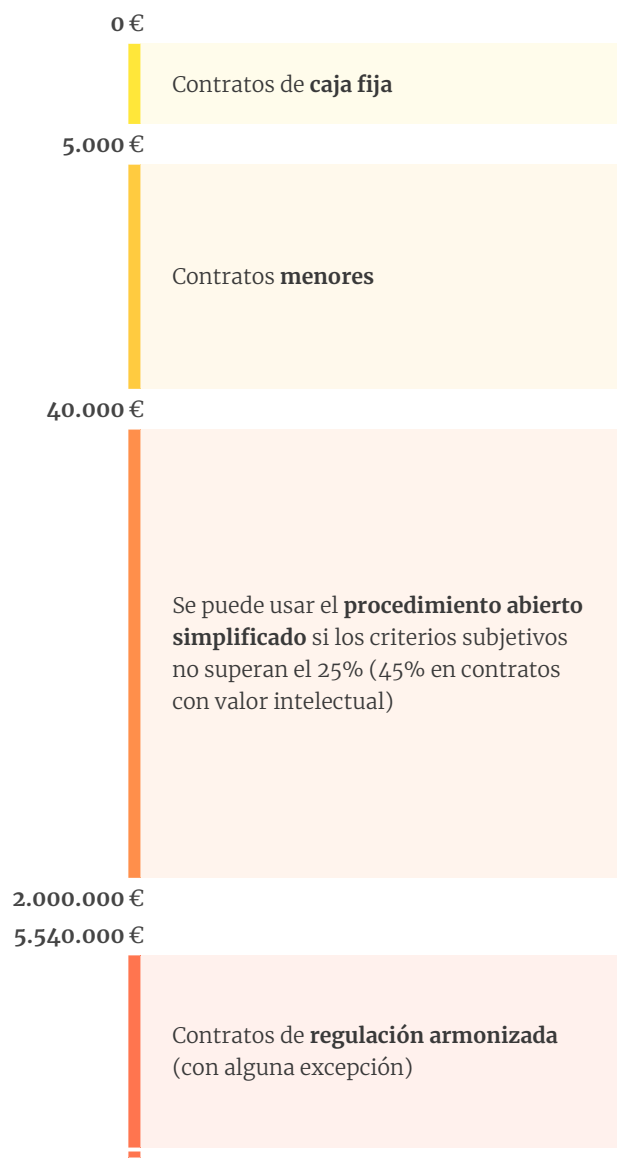 0 €
Contratos de caja fija
5.000 €
Contratos menores
40.000 €
Se puede usar el procedimiento abierto
simplificado si los criterios subjetivos
no superan el 25% (45% en contratos
con valor intelectual)
2.000.000 €
5.540.000 €
Contratos de regulación armonizada
(con alguna excepción)